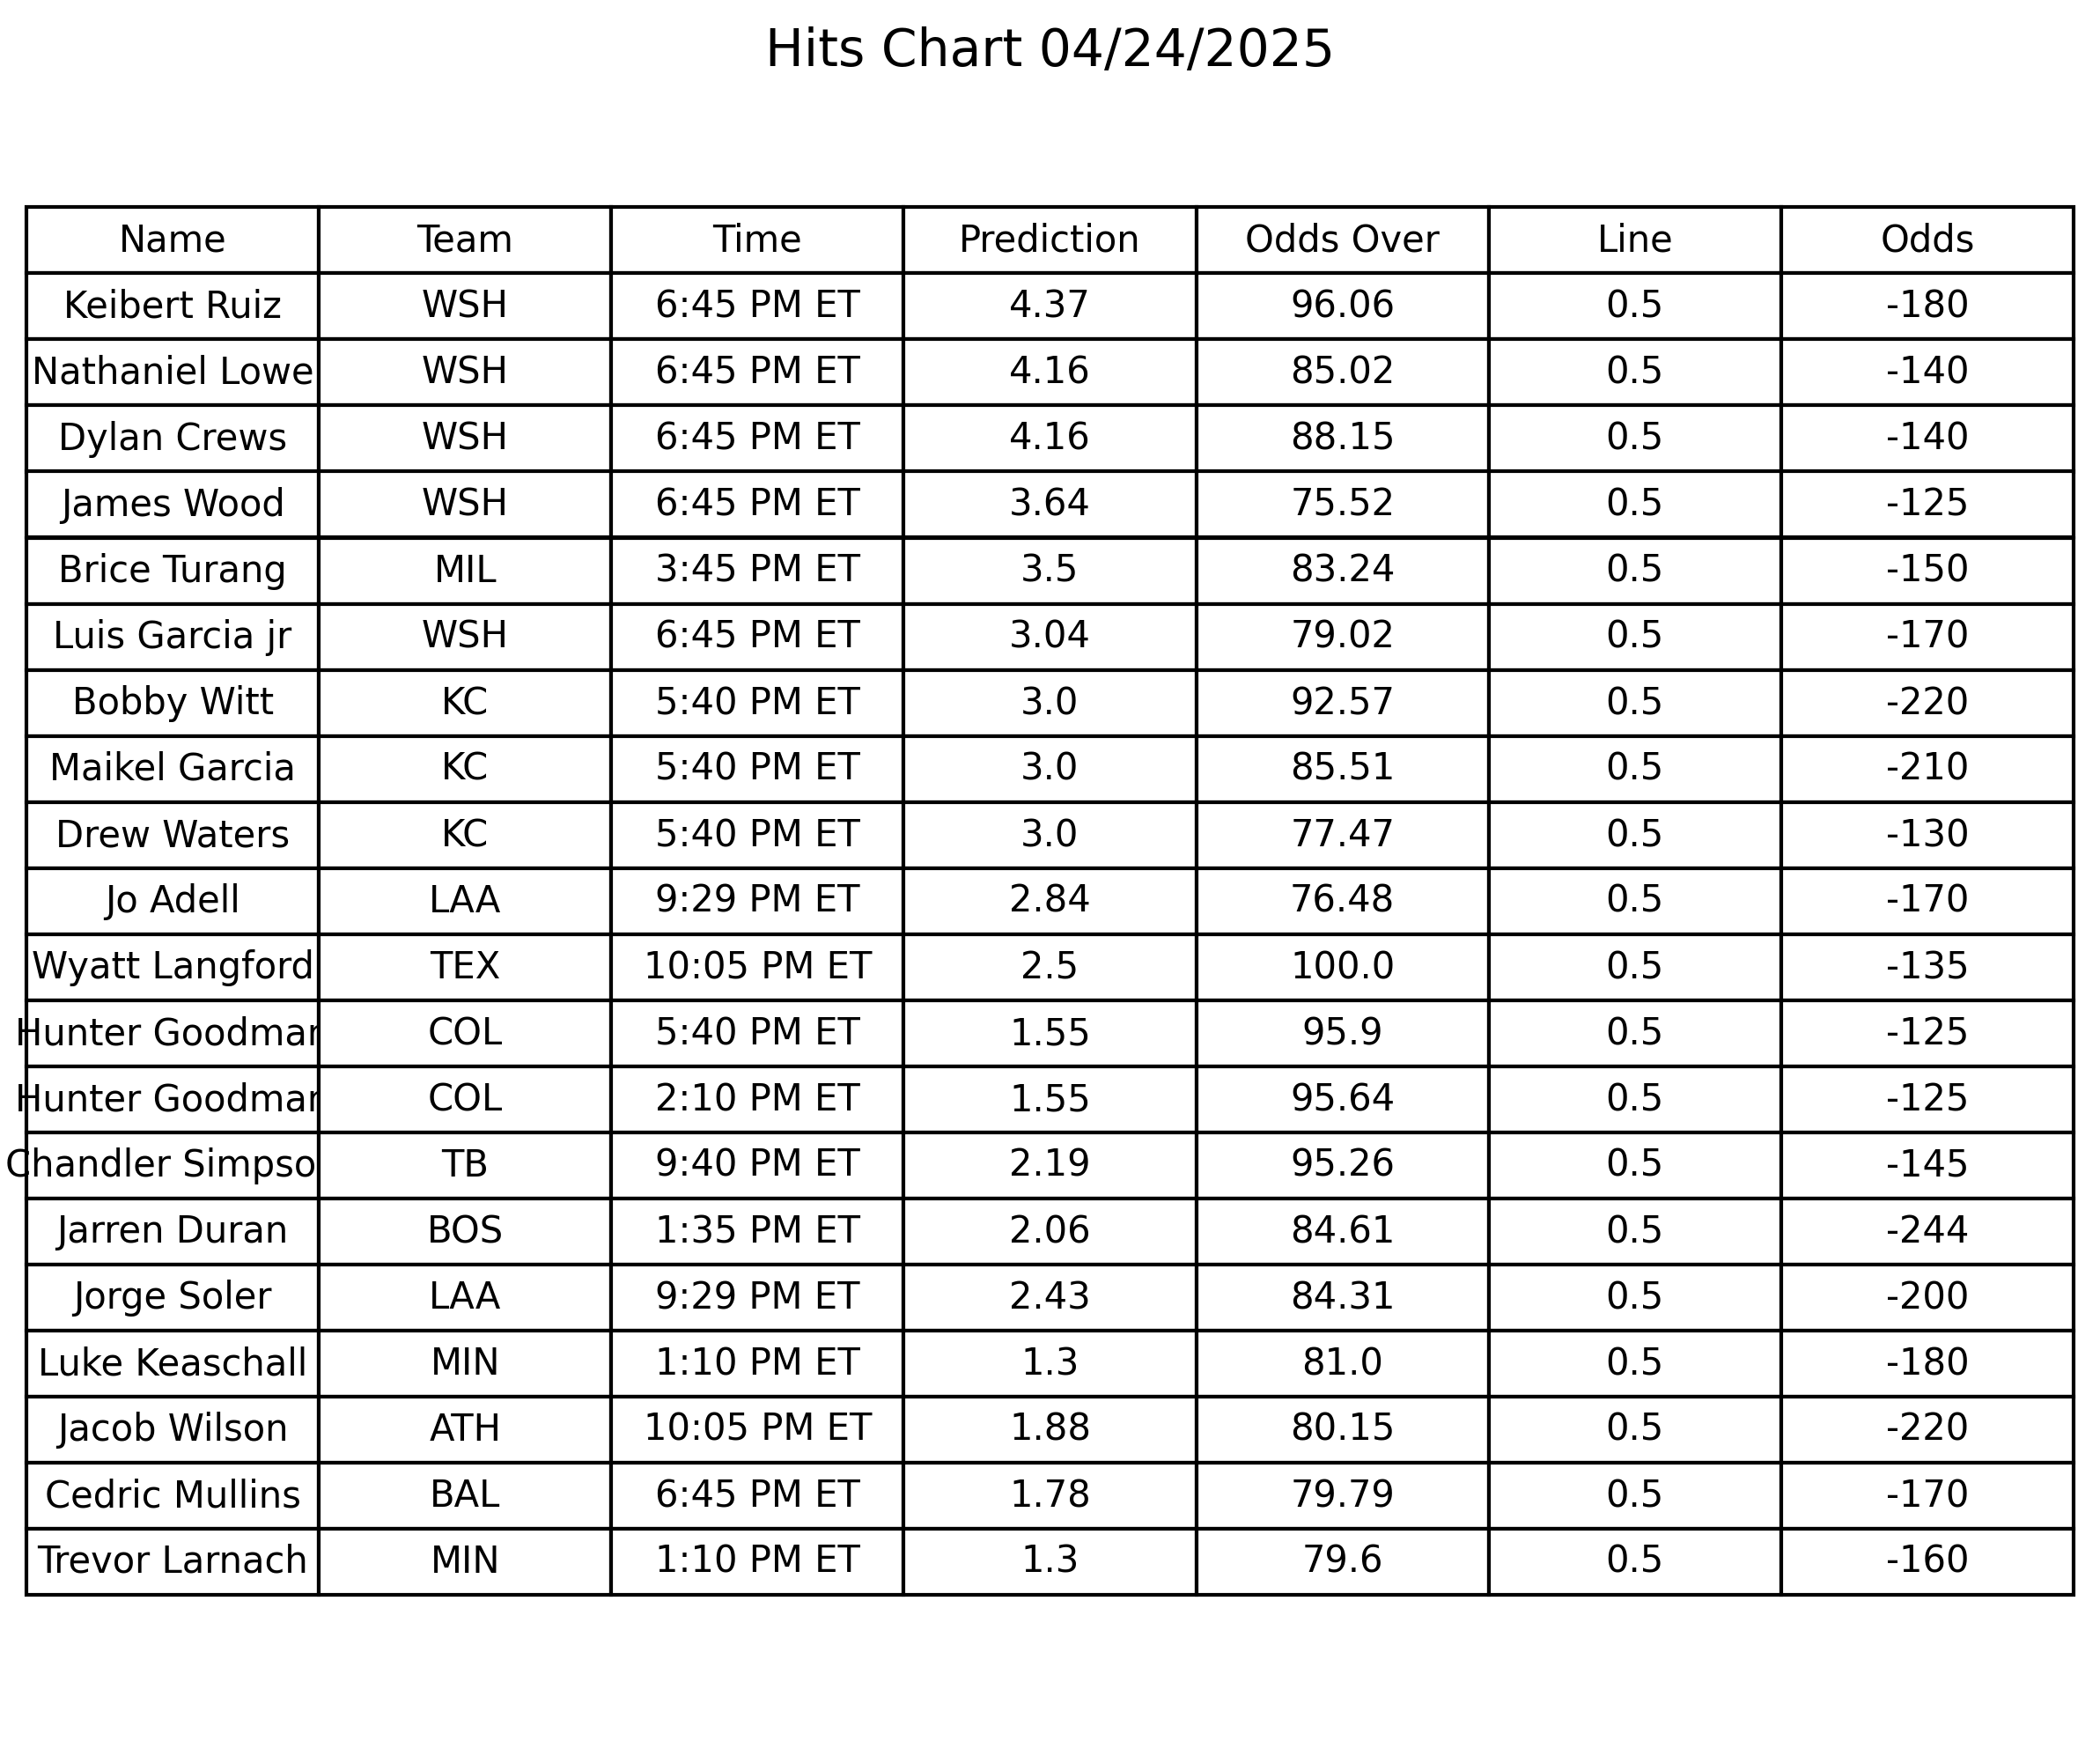 Hits Chart 04/24/2025
Name Team Time Prediction Odds Over Line Odds
Keibert Ruiz WSH 6:45 PM ET 4.37 96.06 0.5 -180
Nathaniel Lowe WSH 6:45 PM ET 4.16 85.02 0.5 -140
Dylan Crews WSH 6:45 PM ET 4.16 88.15 0.5 -140
James Wood WSH 6:45 PM ET 3.64 75.52 0.5 -125
Brice Turang MIL 3:45 PM ET 3.5 83.24 0.5 -150
Luis Garcia jr WSH 6:45 PM ET 3.04 79.02 0.5 -170
Bobby Witt KC 5:40 PM ET 3.0 92.57 0.5 -220
Maikel Garcia KC 5:40 PM ET 3.0 85.51 0.5 -210
Drew Waters KC 5:40 PM ET 3.0 77.47 0.5 -130
Jo Adell LAA 9:29 PM ET 2.84 76.48 0.5 -170
Wyatt Langford TEX 10:05 PM ET 2.5 100.0 0.5 -135
Hunter Goodman COL 5:40 PM ET 1.55 95.9 0.5 -125
Hunter Goodman COL 2:10 PM ET 1.55 95.64 0.5 -125
Chandler Simpso TB 9:40 PM ET 2.19 95.26 0.5 -145
Jarren Duran BOS 1:35 PM ET 2.06 84.61 0.5 -244
Jorge Soler LAA 9:29 PM ET 2.43 84.31 0.5 -200
Luke Keaschall MIN 1:10 PM ET 1.3 81.0 0.5 -180
Jacob Wilson ATH 10:05 PM ET 1.88 80.15 0.5 -220
Cedric Mullins BAL 6:45 PM ET 1.78 79.79 0.5 -170
Trevor Larnach MIN 1:10 PM ET 1.3 79.6 0.5 -160